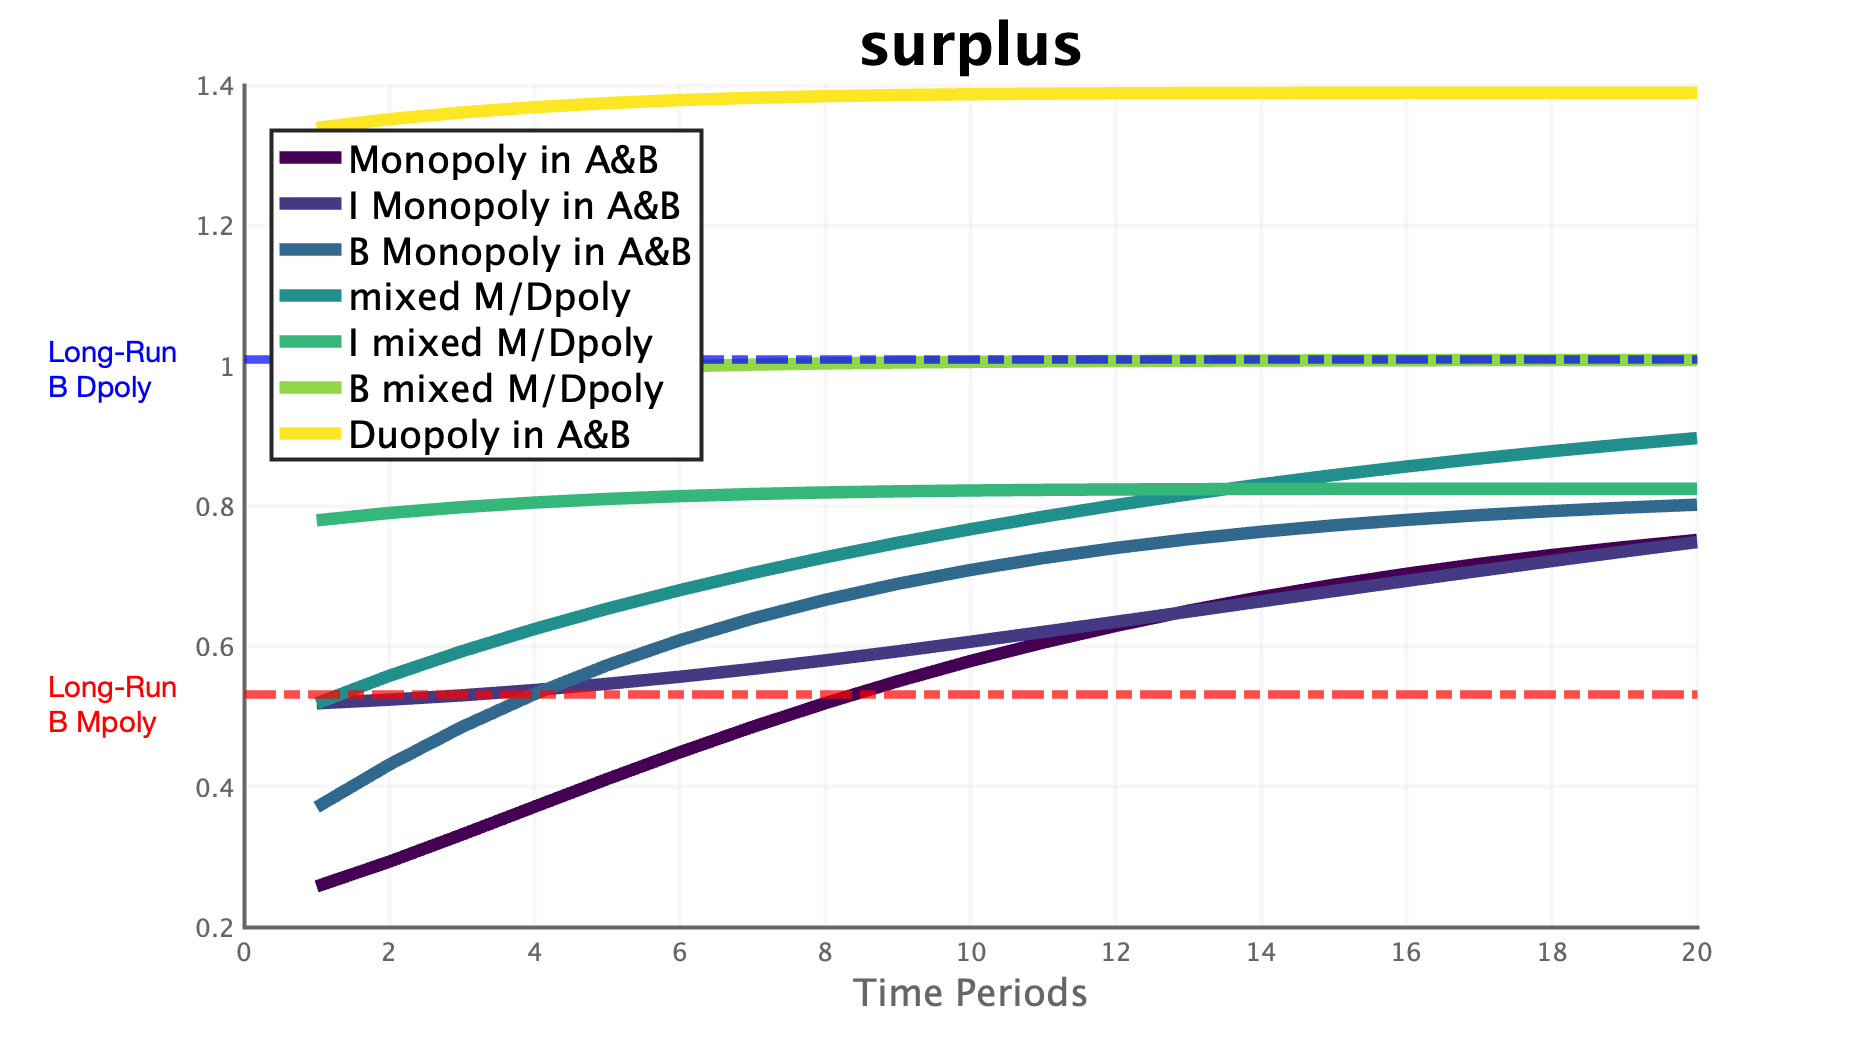 surplus
1.4
1.2
1
0.8
0.6
0.4
0.2
Long-Run
B Dpoly
Long-Run
B Mpoly
Monopoly in A&B
I Monopoly in A&B
B Monopoly in A&B
mixed M/Dpoly
I mixed M/Dpoly
B mixed M/Dpoly
Duopoly in A&B
0 2 4 6 8 10 12 14 16 18 20
Time Periods